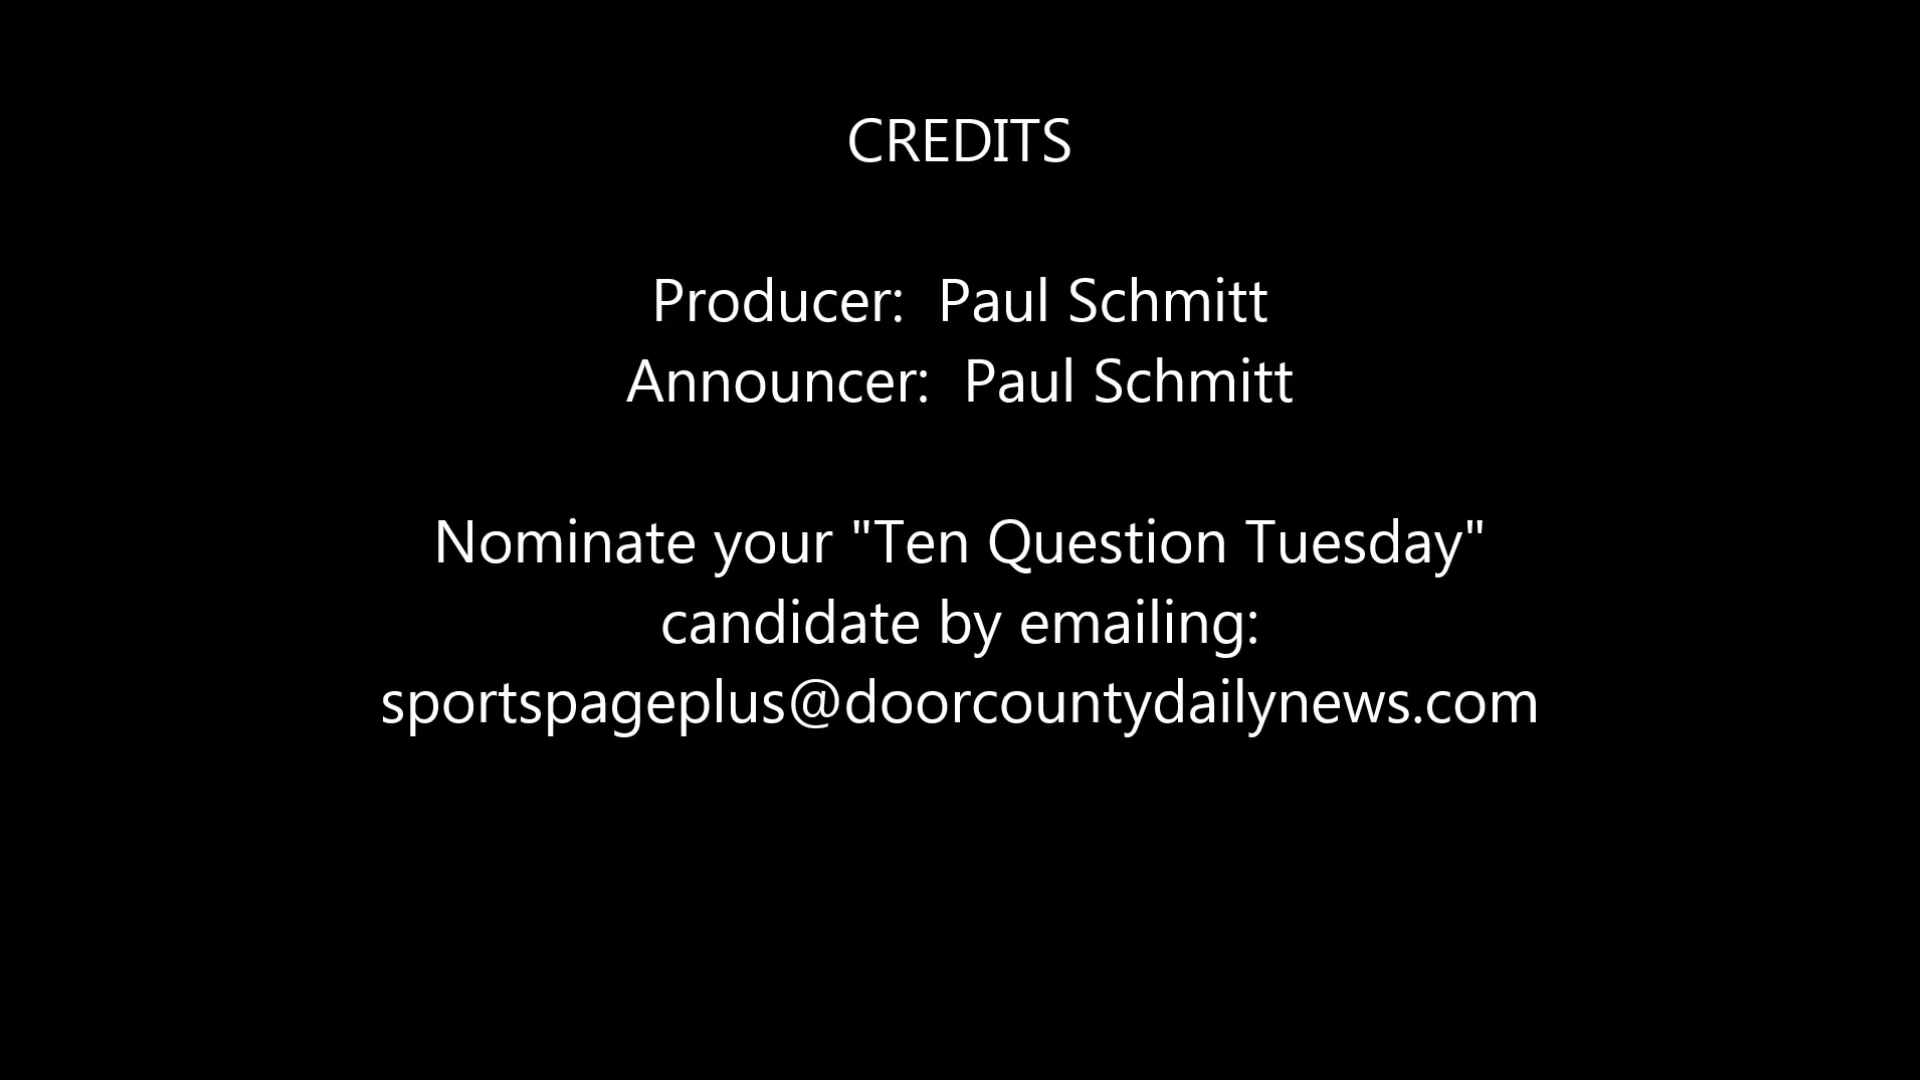 CREDITS
Producer:  Paul Schmitt
Announcer:  Paul Schmitt
Nominate your "Ten Question Tuesday"
candidate by emailing:
sportspageplus@doorcountydailynews.com